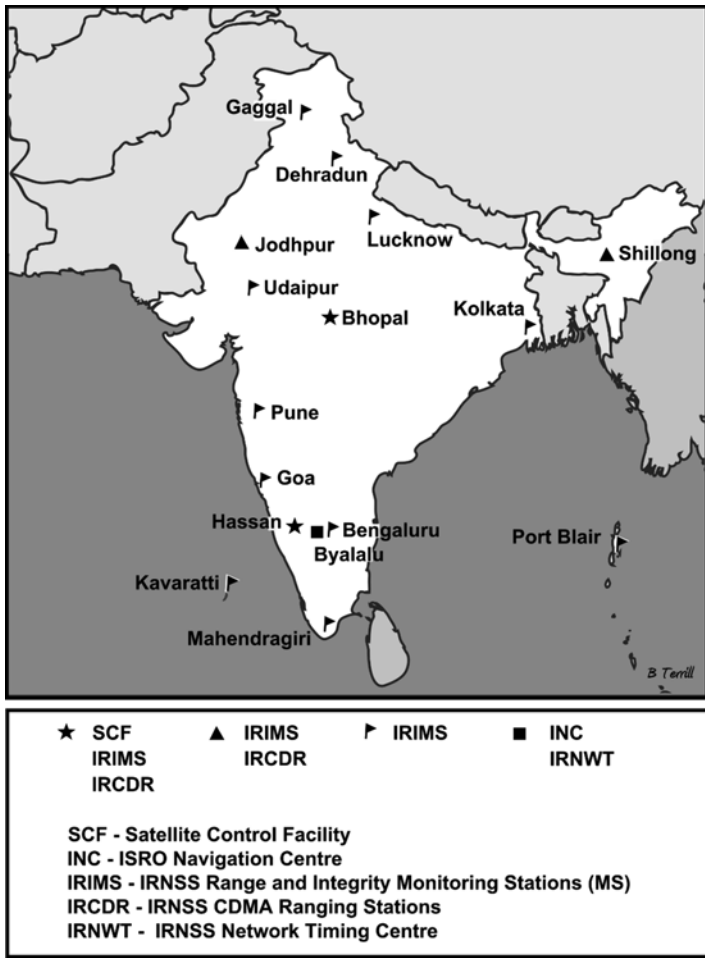 Gaggal
Dehradun
Lucknow
Jodhpur
Shillong
Udaipur
Kolkata
Bhopal
Pune
Goa
Hassan
Bengaluru
Byalalu
Port Blair
Kavaratti
Mahendragiri
B Terrill
SCF
IRIMS
IRCDR
IRIMS
IRCDR
IRIMS
INC
IRNWT
SCF - Satellite Control Facility
INC - ISRO Navigation Centre
IRIMS - IRNSS Range and Integrity Monitoring Stations (MS)
IRCDR - IRNSS CDMA Ranging Stations
IRNWT - IRNSS Network Timing Centre